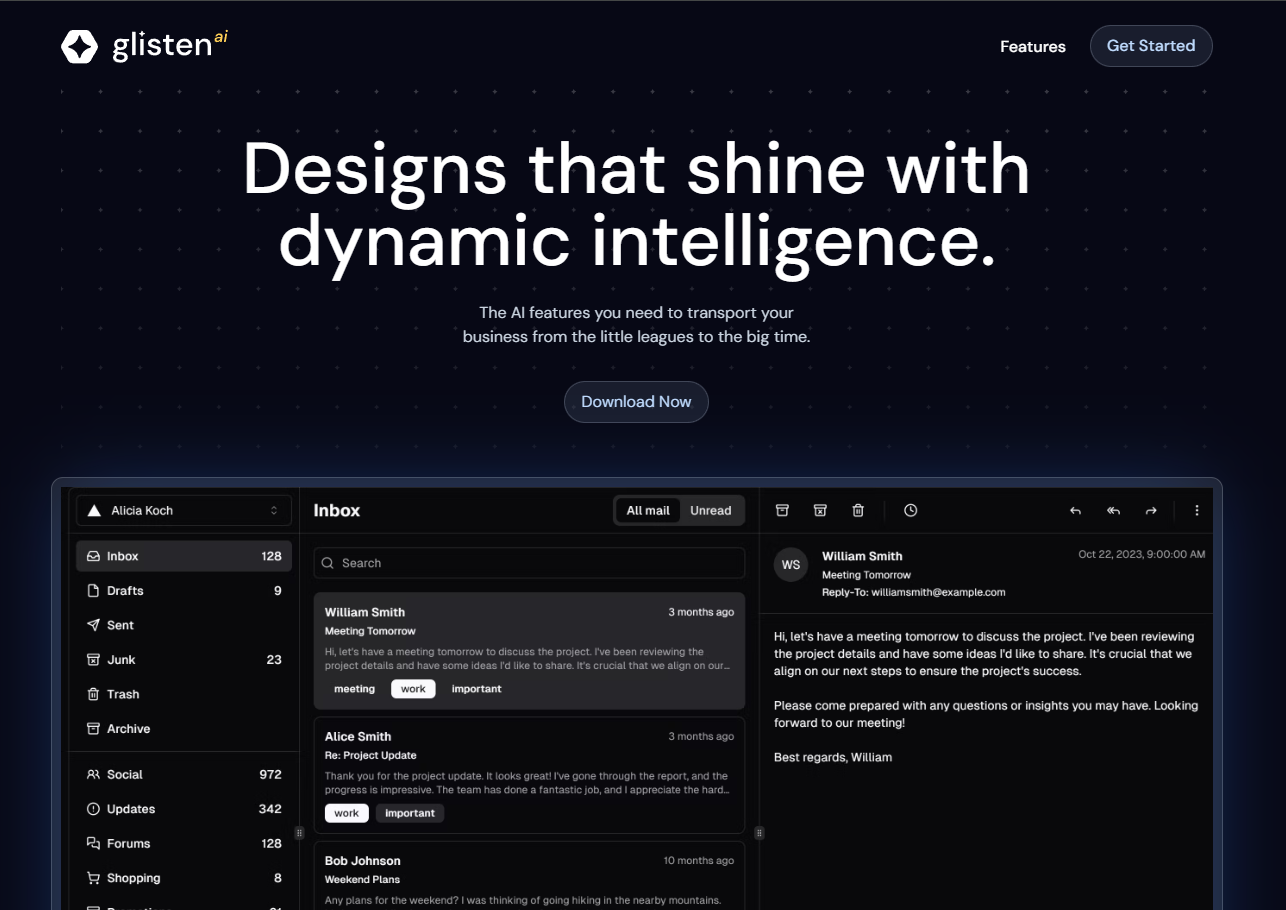 glisten ai
Features
Get Started
Designs that shine with
dynamic intelligence.
The AI features you need to transport your
business from the little leagues to the big time.
Download Now
Alicia Koch
Inbox 128
Drafts 9
Sent
Junk 23
Trash
Archive
Social 972
Updates 342
Forums 128
Shopping 8
Inbox
All mail Unread
Search
William Smith 3 months ago
Meeting Tomorrow
Hi, let's have a meeting tomorrow to discuss the project. I've been reviewing the
project details and have some ideas I'd like to share. It's crucial that we align on our...
meeting work important
Alice Smith 3 months ago
Re: Project Update
Thank you for the project update. It looks great! I've gone through the report, and the
progress is impressive. The team has done a fantastic job, and I appreciate the hard...
work important
Bob Johnson 10 months ago
Weekend Plans
Any plans for the weekend? I was thinking of going hiking in the nearby mountains.
WS
William Smith Oct 22, 2023, 9:00:00 AM
Meeting Tomorrow
Reply-To: williamsmith@example.com
Hi, let's have a meeting tomorrow to discuss the project. I've been reviewing
the project details and have some ideas I'd like to share. It's crucial that we
align on our next steps to ensure the project's success.
Please come prepared with any questions or insights you may have. Looking
forward to our meeting!
Best regards, William